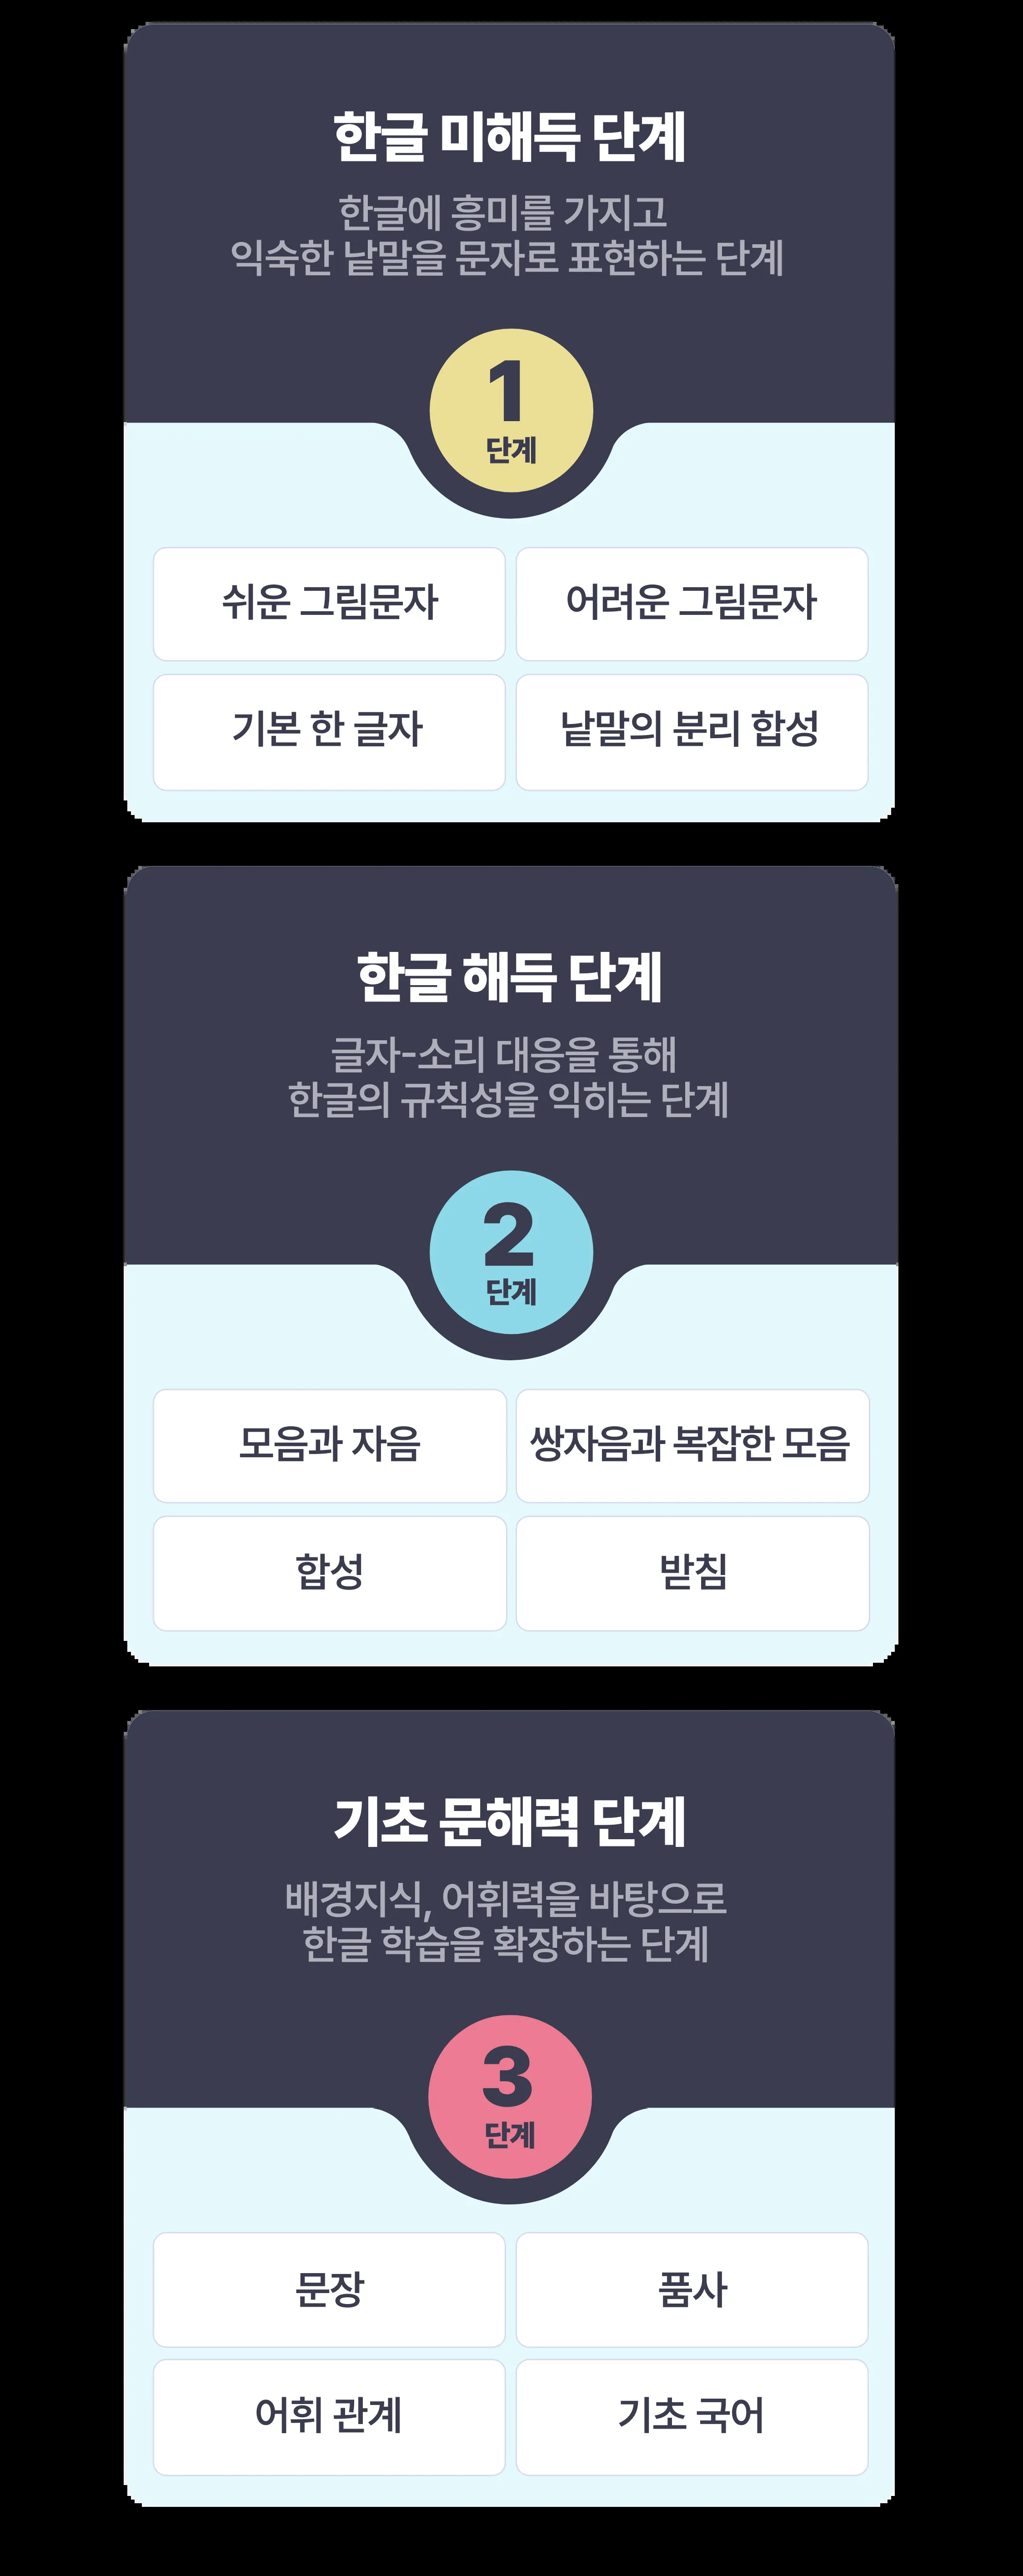 한글 미해득 단계
한글에 흥미를 가지고
익숙한 낱말을 문자로 표현하는 단계
1
단계
쉬운 그림문자
어려운 그림문자
기본 한 글자
낱말의 분리 합성
한글 해득 단계
글자-소리 대응을 통해
한글의 규칙성을 익히는 단계
2
단계
모음과 자음
쌍자음과 복잡한 모음
합성
받침
기초 문해력 단계
배경지식, 어휘력을 바탕으로
한글 학습을 확장하는 단계
3
단계
문장
품사
어휘 관계
기초 국어